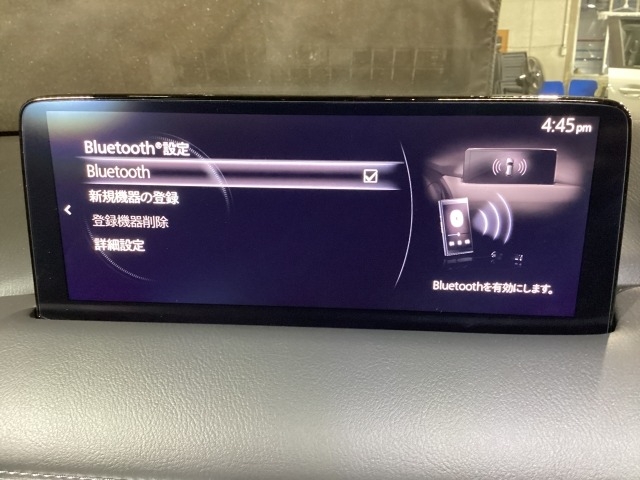 4:45pm
Bluetooth®設定
Bluetooth
新規機器の登録
登録機器削除
詳細設定
Bluetoothを有効にします。